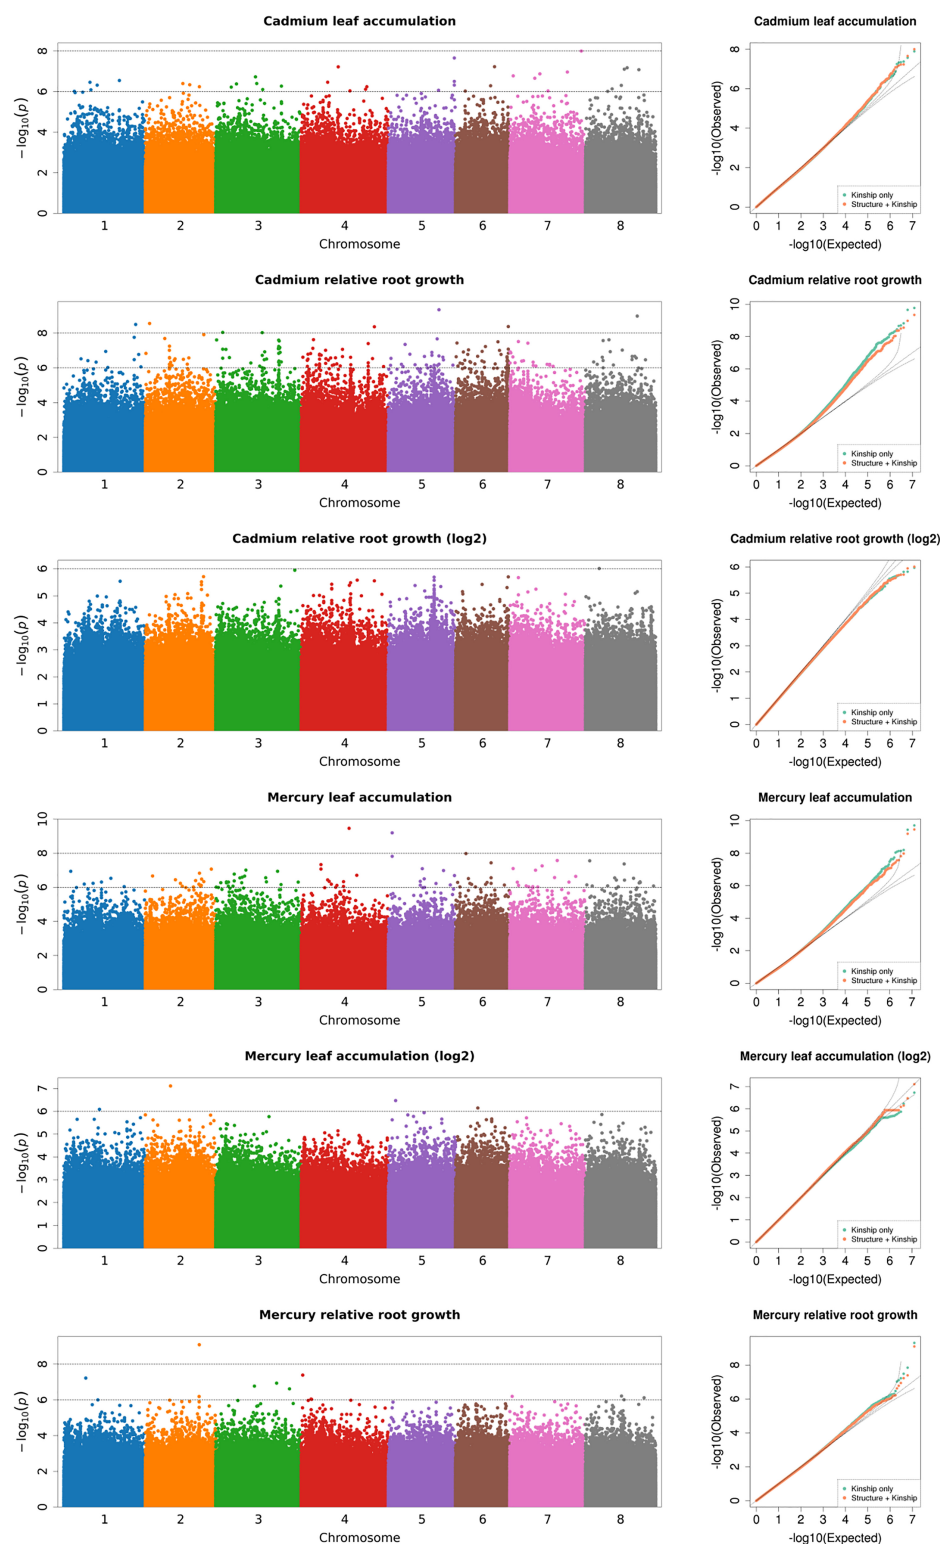 Cadmium leaf accumulation
− log₁₀(p)
0 2 4 6 8
1 2 3 4 5 6 7 8
Chromosome
Cadmium leaf accumulation
-log10(Observed)
0 2 4 6 8
Kinship only
Structure + Kinship
0 1 2 3 4 5 6 7
-log10(Expected)
Cadmium relative root growth
− log₁₀(p)
0 2 4 6 8
1 2 3 4 5 6 7 8
Chromosome
Cadmium relative root growth
-log10(Observed)
0 2 4 6 8 10
Kinship only
Structure + Kinship
0 1 2 3 4 5 6 7
-log10(Expected)
Cadmium relative root growth (log2)
− log₁₀(p)
0 1 2 3 4 5 6
1 2 3 4 5 6 7 8
Chromosome
Cadmium relative root growth (log2)
-log10(Observed)
0 1 2 3 4 5 6
Kinship only
Structure + Kinship
0 1 2 3 4 5 6 7
-log10(Expected)
Mercury leaf accumulation
− log₁₀(p)
0 2 4 6 8 10
1 2 3 4 5 6 7 8
Chromosome
Mercury leaf accumulation
-log10(Observed)
0 2 4 6 8 10
Kinship only
Structure + Kinship
0 1 2 3 4 5 6 7
-log10(Expected)
Mercury leaf accumulation (log2)
− log₁₀(p)
0 1 2 3 4 5 6 7
1 2 3 4 5 6 7 8
Chromosome
Mercury leaf accumulation (log2)
-log10(Observed)
0 1 2 3 4 5 6 7
Kinship only
Structure + Kinship
0 1 2 3 4 5 6 7
-log10(Expected)
Mercury relative root growth
− log₁₀(p)
0 2 4 6 8
1 2 3 4 5 6 7 8
Chromosome
Mercury relative root growth
-log10(Observed)
0 2 4 6 8
Kinship only
Structure + Kinship
0 1 2 3 4 5 6 7
-log10(Expected)